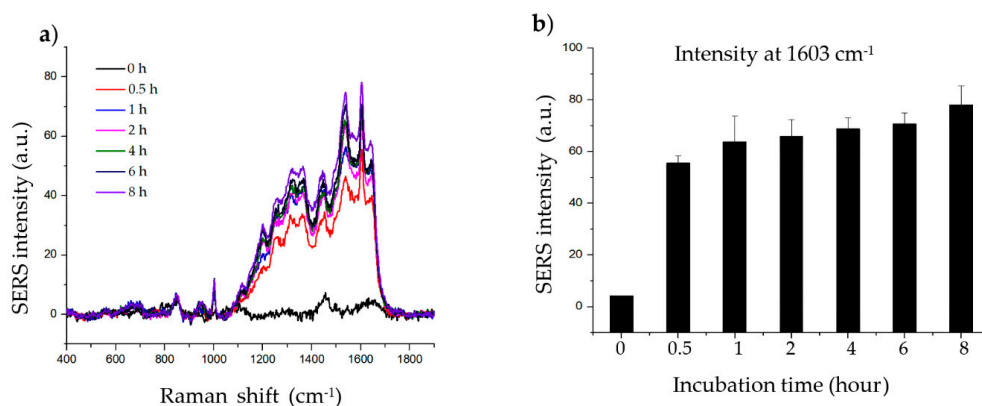 a)
0 h
0.5 h
1 h
2 h
4 h
6 h
8 h
80
60
40
20
0
400 600 800 1000 1200 1400 1600 1800
SERS intensity (a.u.)
Raman shift (cm⁻¹)
b)
Intensity at 1603 cm⁻¹
100
80
60
40
20
0
0 0.5 1 2 4 6 8
SERS intensity (a.u.)
Incubation time (hour)